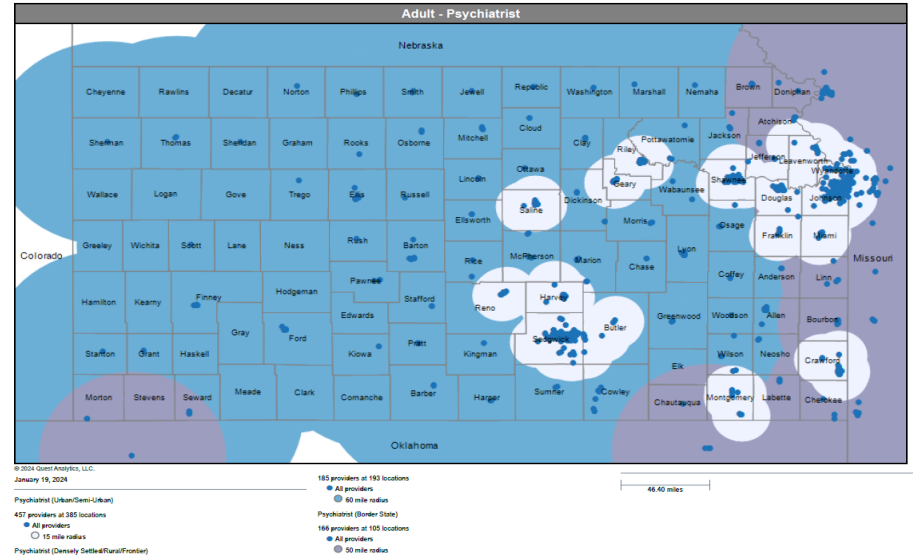 Adult - Psychiatrist
Nebraska
Cheyenne Rawlins Decatur Norton Phillips Smith Jewell Republic Washington Marshall Nemaha Brown Doniphan
Atchison
Sherman Thomas Sheridan Graham Rooks Osborne Mitchell Cloud Clay Riley Pottawatomie Jackson Jefferson Leavenworth
Wyandotte
Wallace Logan Gove Trego Ellis Russell Lincoln Ottawa Saline Dickinson Geary Wabaunsee Shawnee Douglas Johnson
Colorado Greeley Wichita Scott Lane Ness Rush Barton Ellsworth Rice McPherson Marion Morris Chase Lyon Osage Franklin Miami Missouri
Hamilton Kearny Finney Hodgeman Pawnee Stafford Reno Harvey Coffey Anderson Linn
Gray Ford Edwards Sedgwick Butler Greenwood Woodson Allen Bourbon
Stanton Grant Haskell Kiowa Pratt Kingman Elk Wilson Neosho Crawford
Morton Stevens Seward Meade Clark Comanche Barber Harper Sumner Cowley Chautauqua Montgomery Labette Cherokee
Oklahoma
© 2024 Quest Analytics, LLC.
January 19, 2024
Psychiatrist (Urban/Semi-Urban)
457 providers at 385 locations
All providers
15 mile radius
Psychiatrist (Densely Settled/Rural/Frontier)
185 providers at 193 locations
All providers
60 mile radius
Psychiatrist (Border State)
166 providers at 105 locations
All providers
50 mile radius
46.40 miles